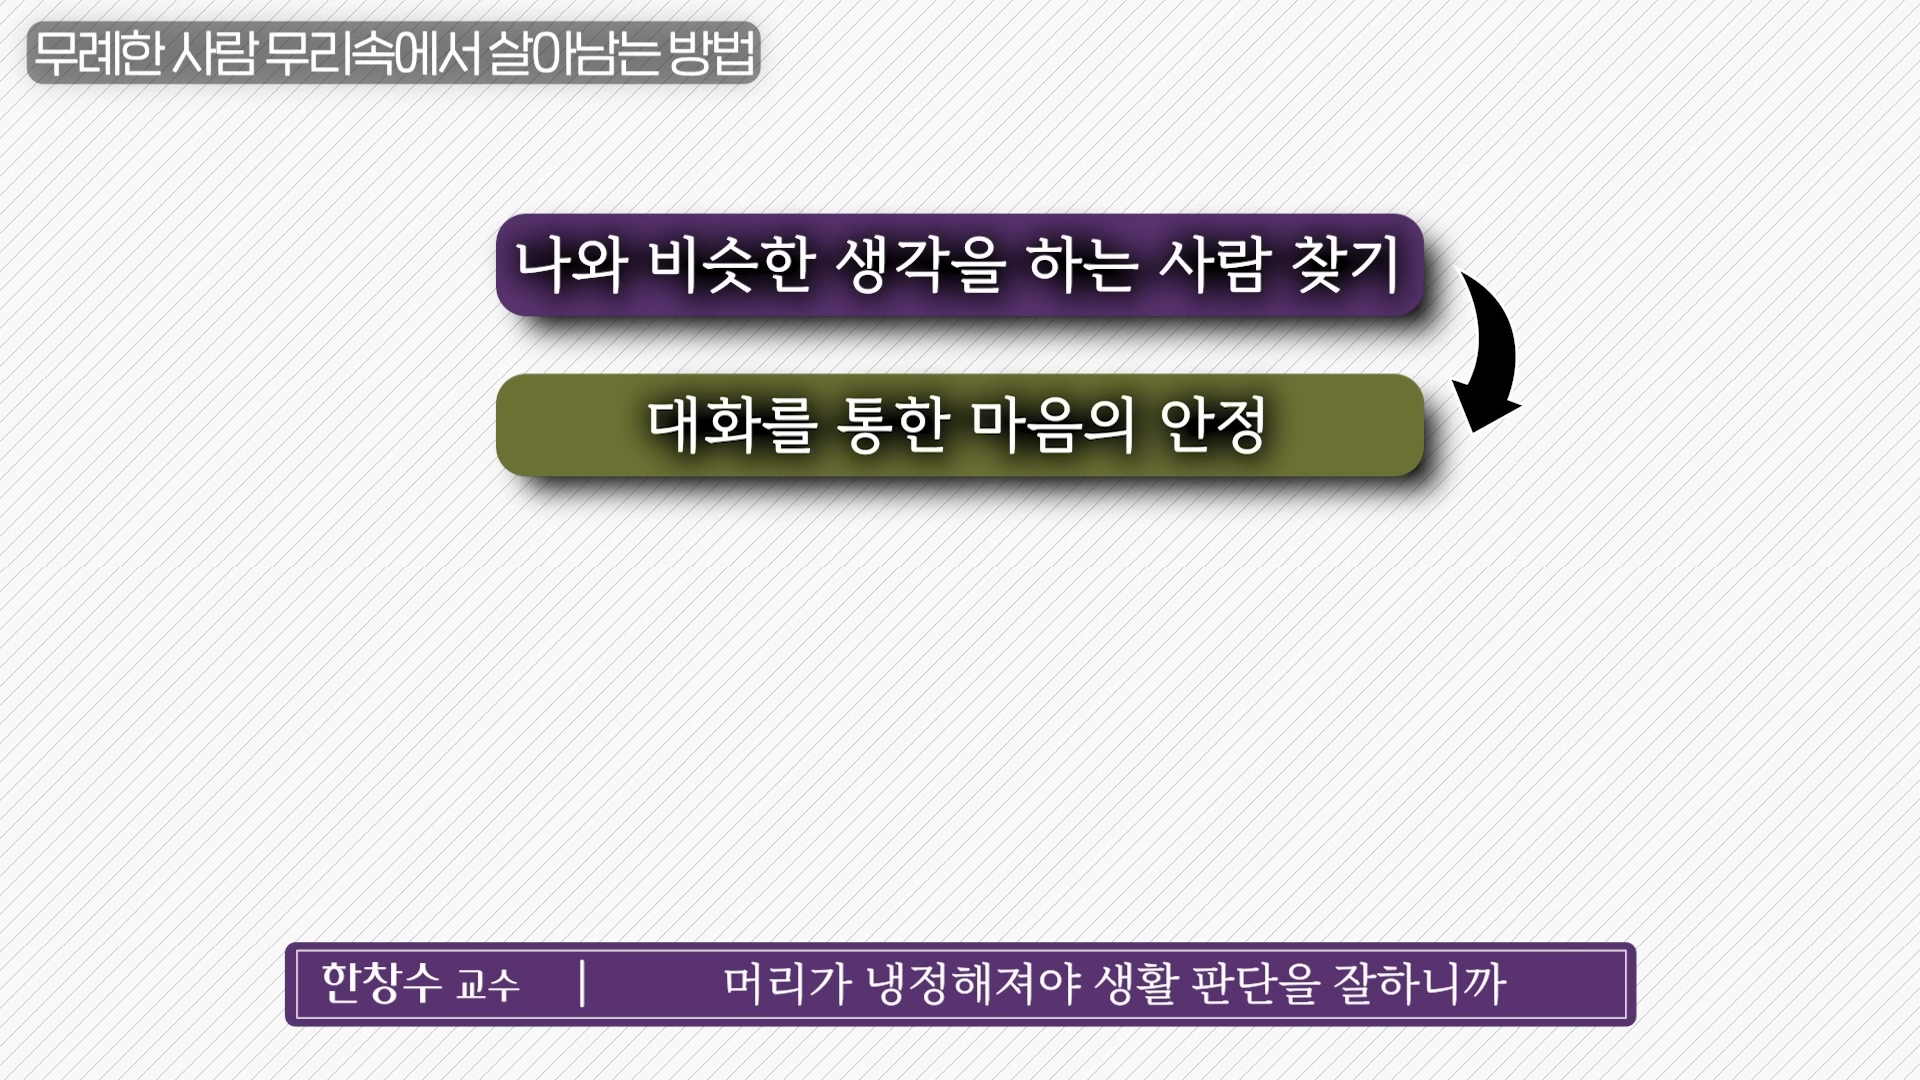 무례한 사람 무리속에서 살아남는 방법
나와 비슷한 생각을 하는 사람 찾기
대화를 통한 마음의 안정
한창수 교수 | 머리가 냉정해져야 생활 판단을 잘하니까